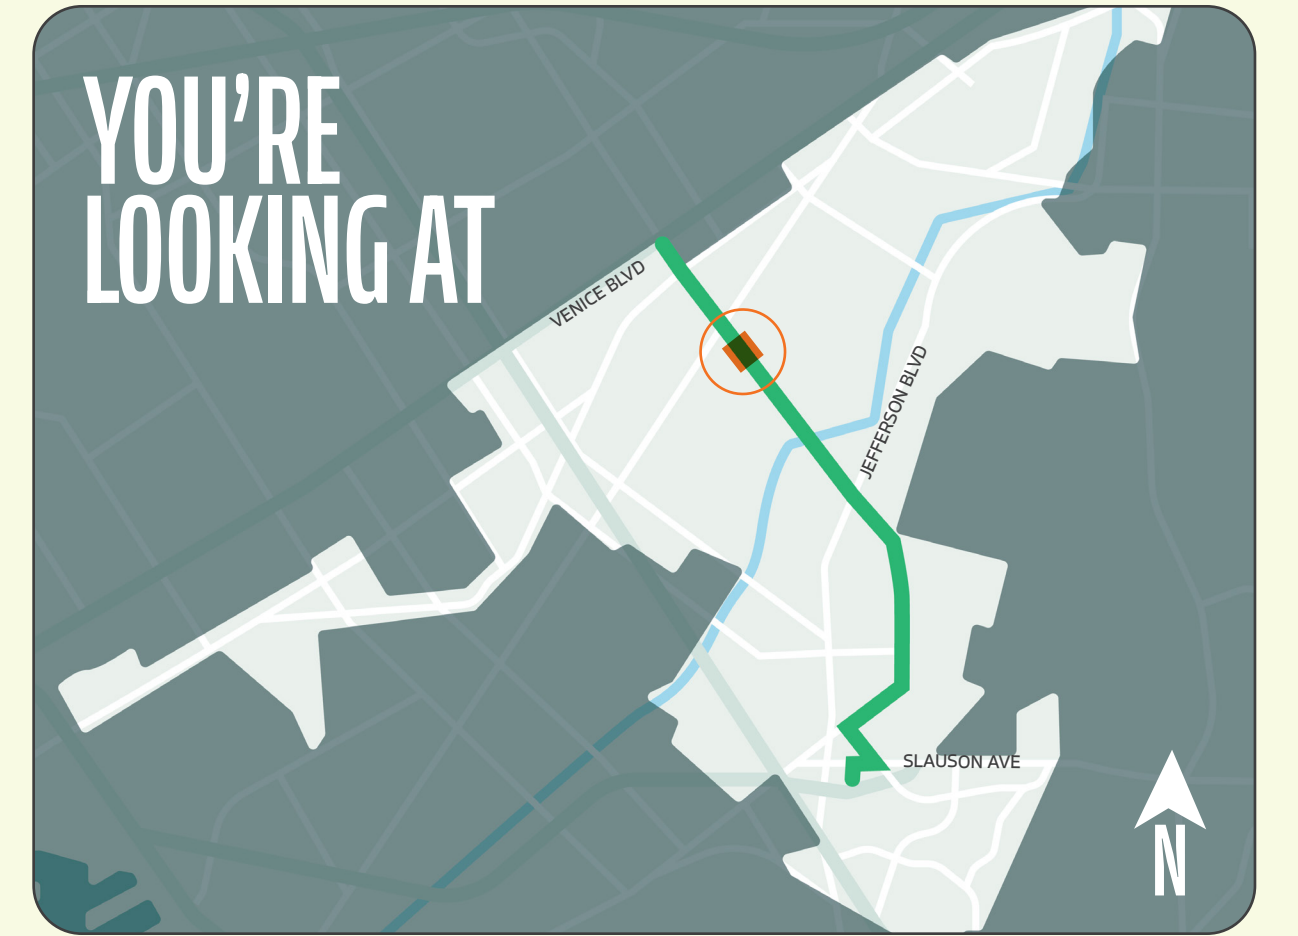 YOU'RE
LOOKING AT
VENICE BLVD
JEFFERSON BLVD
SLAUSON AVE
N